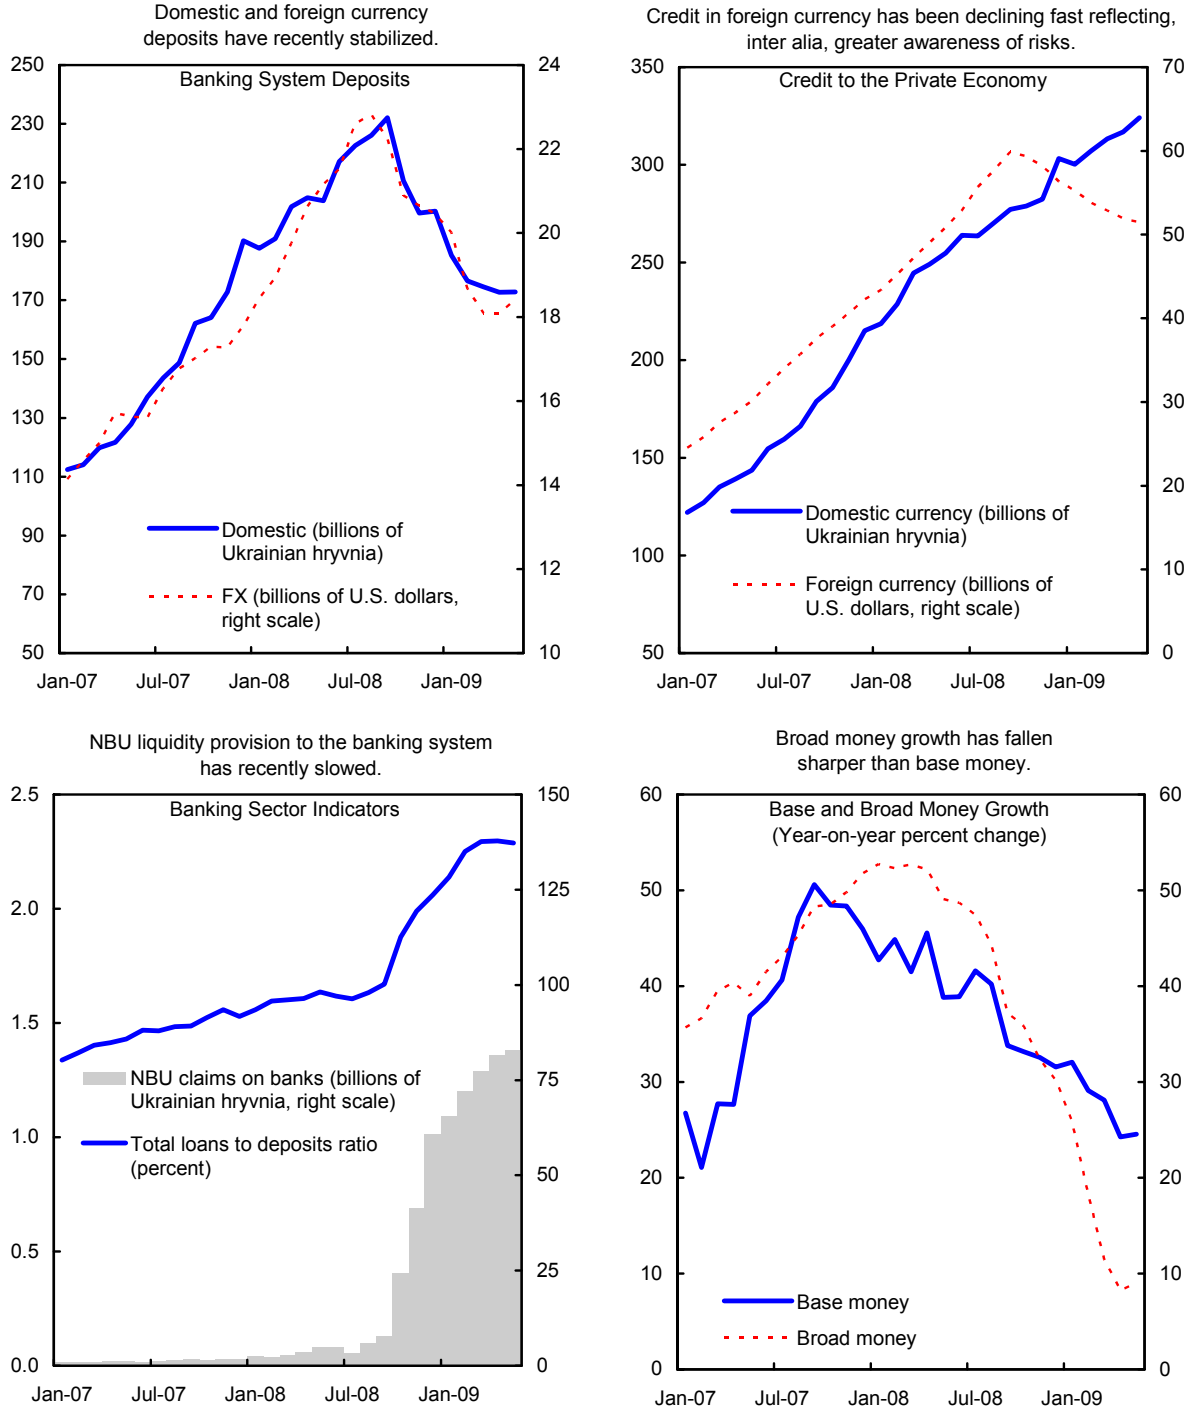 Domestic and foreign currency
deposits have recently stabilized.
Banking System Deposits
250
230
210
190
170
150
130
110
90
70
50
24
22
20
18
16
14
12
10
Domestic (billions of
Ukrainian hryvnia)
FX (billions of U.S. dollars,
right scale)
Jan-07
Jul-07
Jan-08
Jul-08
Jan-09
Credit in foreign currency has been declining fast reflecting,
inter alia, greater awareness of risks.
Credit to the Private Economy
350
300
250
200
150
100
50
70
60
50
40
30
20
10
0
Domestic currency (billions of
Ukrainian hryvnia)
Foreign currency (billions of
U.S. dollars, right scale)
Jan-07
Jul-07
Jan-08
Jul-08
Jan-09
NBU liquidity provision to the banking system
has recently slowed.
Banking Sector Indicators
2.5
2.0
1.5
1.0
0.5
0.0
150
125
100
75
50
25
0
NBU claims on banks (billions of
Ukrainian hryvnia, right scale)
Total loans to deposits ratio
(percent)
Jan-07
Jul-07
Jan-08
Jul-08
Jan-09
Broad money growth has fallen
sharper than base money.
Base and Broad Money Growth
(Year-on-year percent change)
60
50
40
30
20
10
0
60
50
40
30
20
10
0
Base money
Broad money
Jan-07
Jul-07
Jan-08
Jul-08
Jan-09